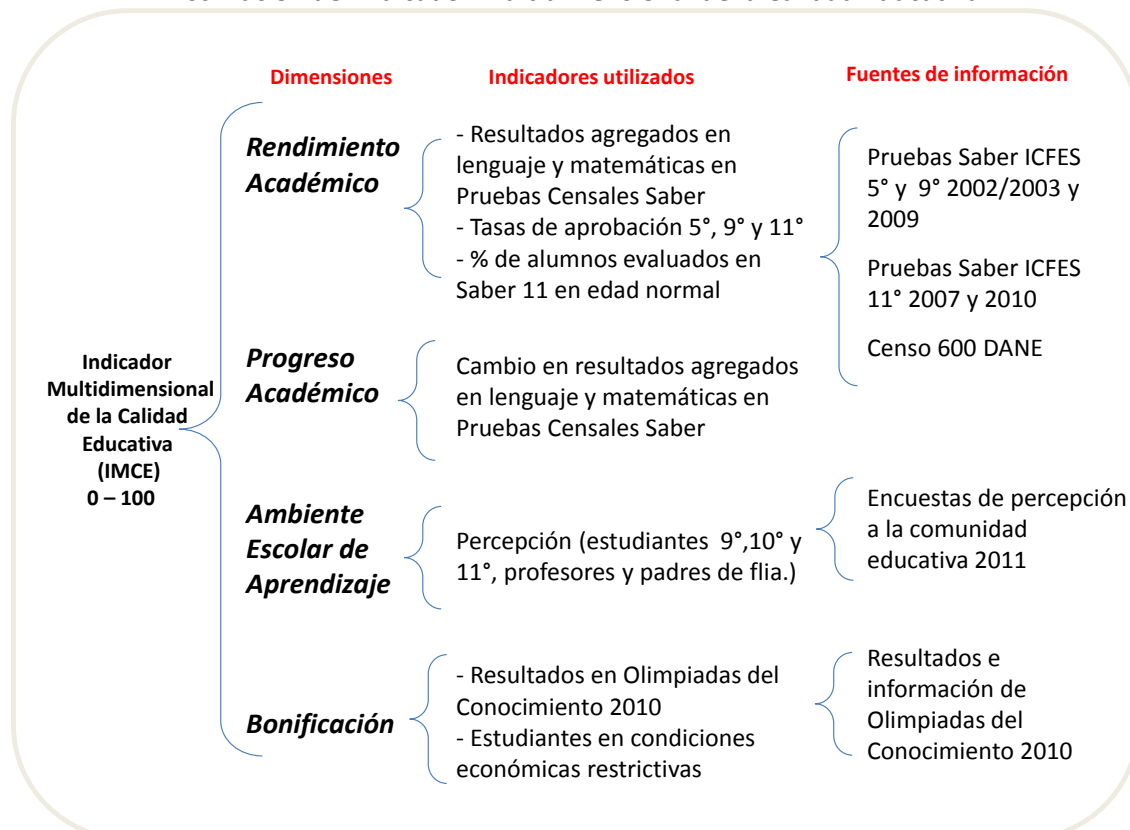 Dimensiones
Indicadores utilizados
Fuentes de información
Indicador
Multidimensional
de la Calidad
Educativa
(IMCE)
0 – 100
Rendimiento
Académico
- Resultados agregados en
lenguaje y matemáticas en
Pruebas Censales Saber
- Tasas de aprobación 5°, 9° y 11°
- % de alumnos evaluados en
Saber 11 en edad normal
Pruebas Saber ICFES
5° y 9° 2002/2003 y
2009
Pruebas Saber ICFES
11° 2007 y 2010
Censo 600 DANE
Progreso
Académico
Cambio en resultados agregados
en lenguaje y matemáticas en
Pruebas Censales Saber
Ambiente
Escolar de
Aprendizaje
Percepción (estudiantes 9°,10° y
11°, profesores y padres de flia.)
Encuestas de percepción
a la comunidad
educativa 2011
Bonificación
- Resultados en Olimpiadas del
Conocimiento 2010
- Estudiantes en condiciones
económicas restrictivas
Resultados e
información de
Olimpiadas del
Conocimiento 2010